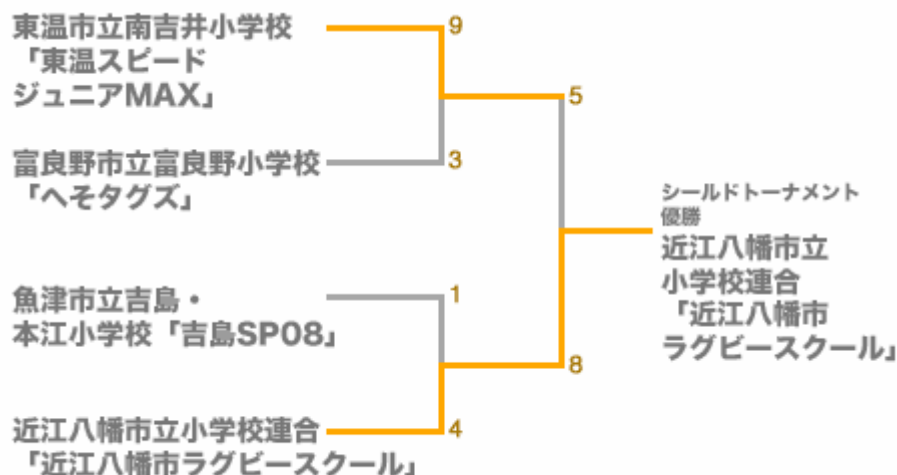 東温市立南吉井小学校
「東温スピード
ジュニアMAX」
9
5
富良野市立富良野小学校
「へそタグズ」
3
シールドトーナメント
優勝
近江八幡市立
小学校連合
「近江八幡市
ラグビースクール」
魚津市立吉島・
本江小学校「吉島SP08」
1
8
近江八幡市立小学校連合
「近江八幡市ラグビースクール」
4